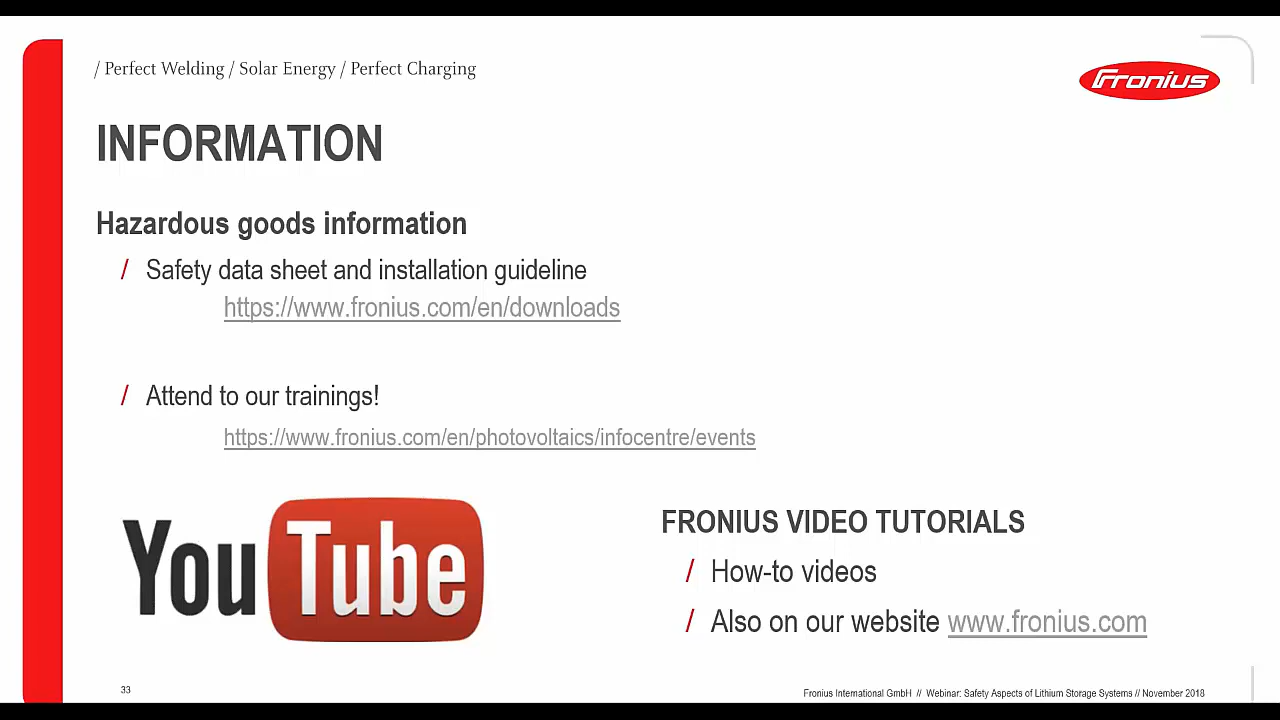 / Perfect Welding / Solar Energy / Perfect Charging
Fronius
INFORMATION
Hazardous goods information
/ Safety data sheet and installation guideline
https://www.fronius.com/en/downloads
/ Attend to our trainings!
https://www.fronius.com/en/photovoltaics/infocentre/events
YouTube
FRONIUS VIDEO TUTORIALS
/ How-to videos
/ Also on our website www.fronius.com
33
Fronius International GmbH // Webinar: Safety Aspects of Lithium Storage Systems // November 2018